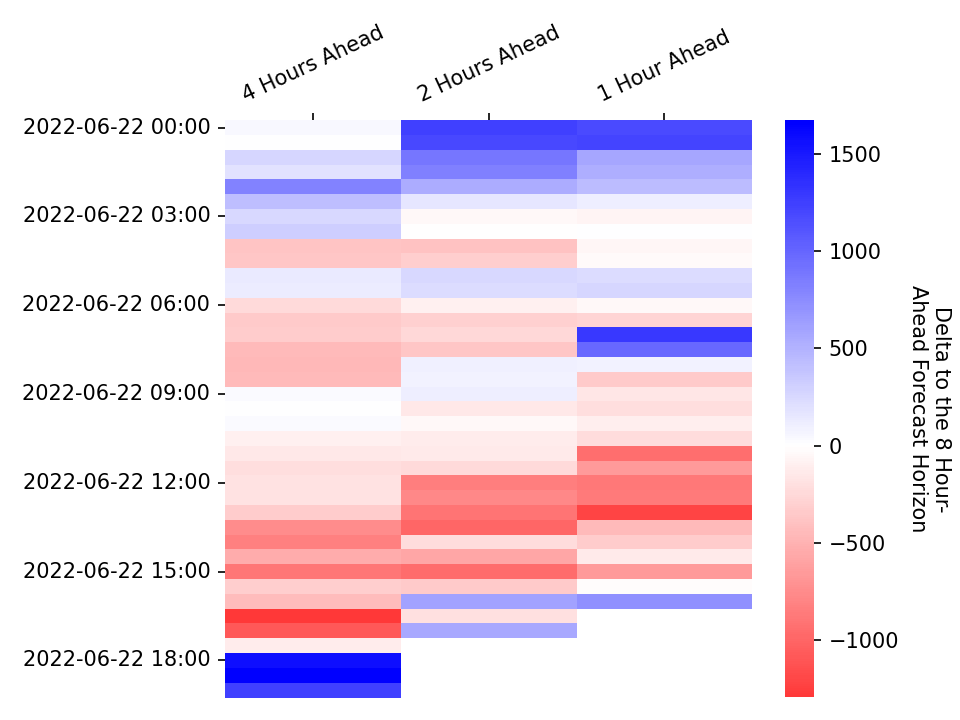 4 Hours Ahead
2 Hours Ahead
1 Hour Ahead
2022-06-22 00:00
2022-06-22 03:00
2022-06-22 06:00
2022-06-22 09:00
2022-06-22 12:00
2022-06-22 15:00
2022-06-22 18:00
1500
1000
500
0
−500
−1000
Delta to the 8 Hour-
Ahead Forecast Horizon